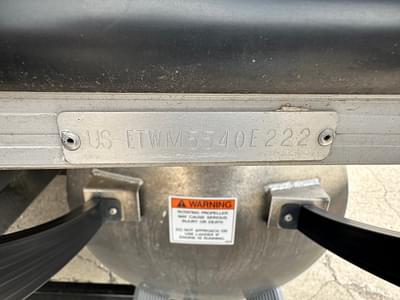 US-ETWM5540E222
WARNING
ROTATING PROPELLER
MAY CAUSE SERIOUS
INJURY OR DEATH.
DO NOT APPROACH OR
USE LADDER IF
ENGINE IS RUNNING.